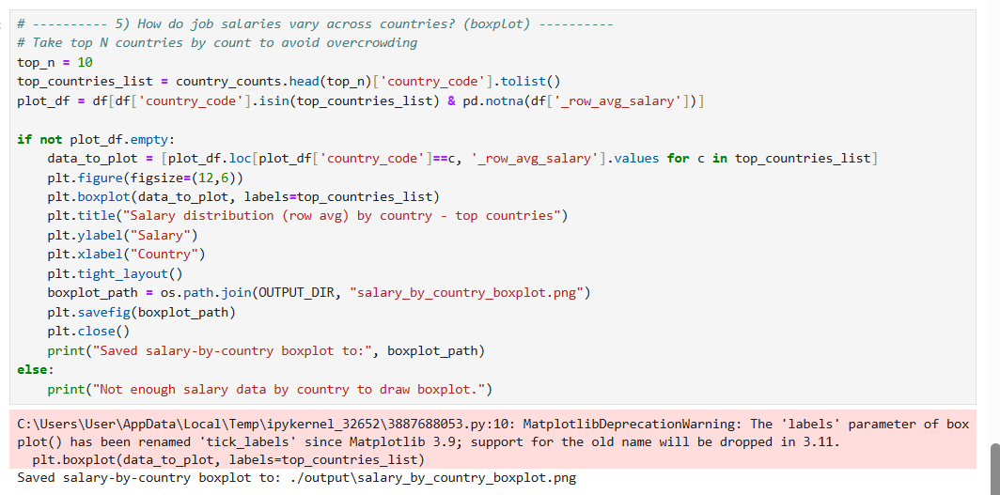 # ---------- 5) How do job salaries vary across countries? (boxplot) ----------
# Take top N countries by count to avoid overcrowding
top_n = 10
top_countries_list = country_counts.head(top_n)['country_code'].tolist()
plot_df = df[df['country_code'].isin(top_countries_list) & pd.notna(df['_row_avg_salary'])]

if not plot_df.empty:
    data_to_plot = [plot_df.loc[plot_df['country_code']==c, '_row_avg_salary'].values for c in top_countries_list]
    plt.figure(figsize=(12,6))
    plt.boxplot(data_to_plot, labels=top_countries_list)
    plt.title("Salary distribution (row avg) by country - top countries")
    plt.ylabel("Salary")
    plt.xlabel("Country")
    plt.tight_layout()
    boxplot_path = os.path.join(OUTPUT_DIR, "salary_by_country_boxplot.png")
    plt.savefig(boxplot_path)
    plt.close()
    print("Saved salary-by-country boxplot to:", boxplot_path)
else:
    print("Not enough salary data by country to draw boxplot.")
C:\Users\User\AppData\Local\Temp\ipykernel_32652\3887688053.py:10: MatplotlibDeprecationWarning: The 'labels' parameter of box
plot() has been renamed 'tick_labels' since Matplotlib 3.9; support for the old name will be dropped in 3.11.
  plt.boxplot(data_to_plot, labels=top_countries_list)
Saved salary-by-country boxplot to: ./output\salary_by_country_boxplot.png